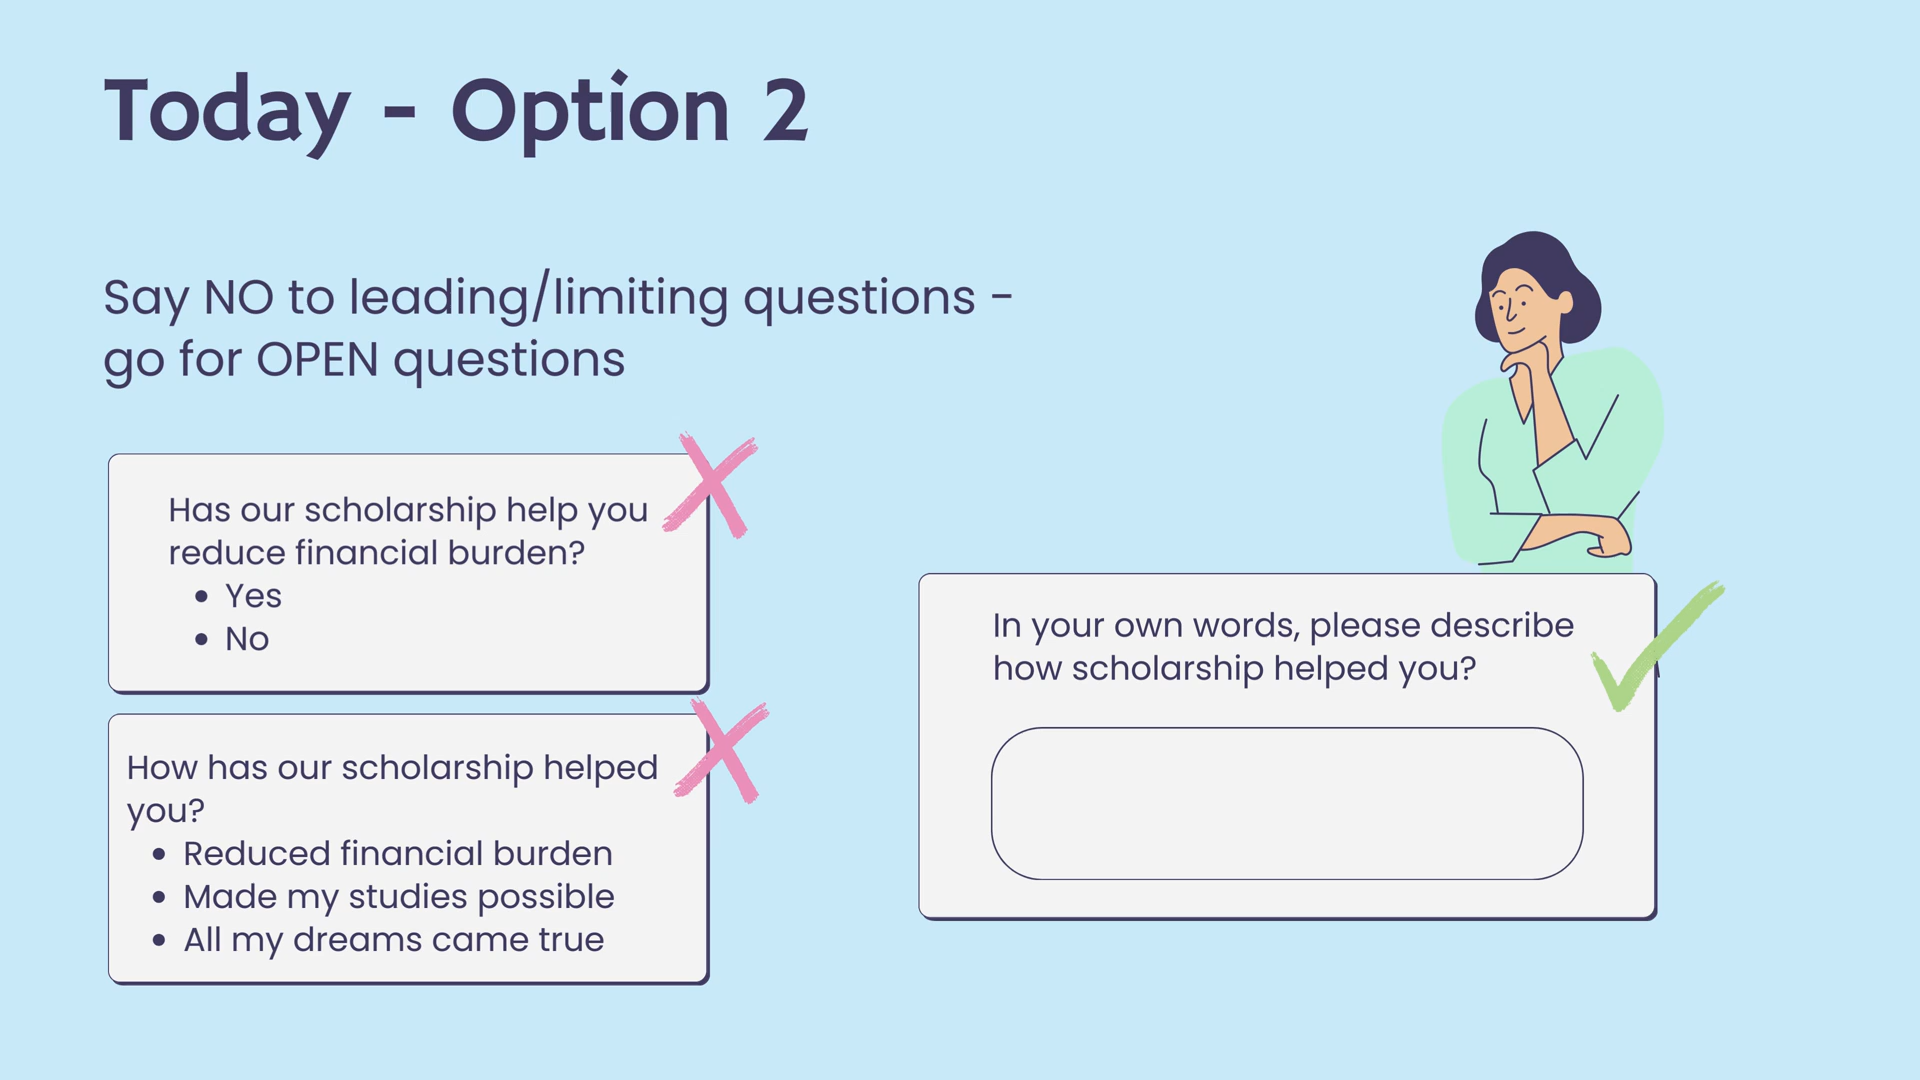 Today - Option 2
Say NO to leading/limiting questions -
go for OPEN questions
Has our scholarship help you
reduce financial burden?
• Yes
• No
How has our scholarship helped
you?
• Reduced financial burden
• Made my studies possible
• All my dreams came true
In your own words, please describe
how scholarship helped you?